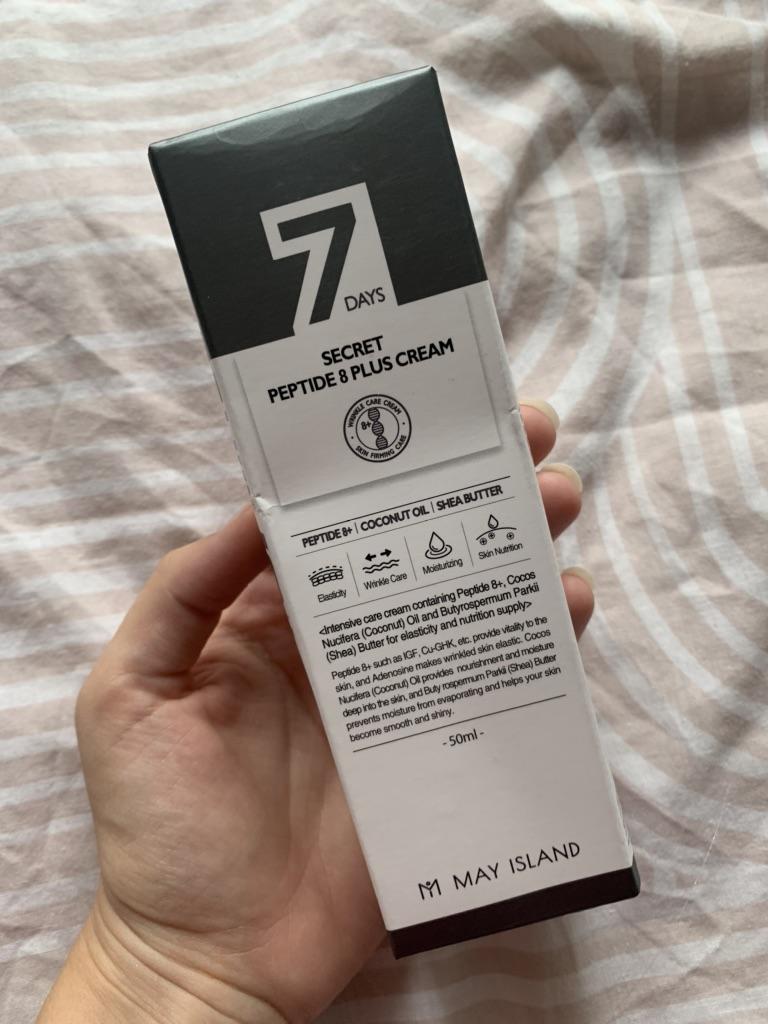 7
DAYS
SECRET
PEPTIDE 8 PLUS CREAM
WRINKLE CARE CREAM
8+
SKIN FIRMING CARE
PEPTIDE 8+ | COCONUT OIL | SHEA BUTTER
Elasticity
Wrinkle Care
Moisturizing
Skin Nutrition
<Intensive care cream containing Peptide 8+, Cocos
Nucifera (Coconut) Oil and Butyrospermum Parkii
(Shea) Butter for elasticity and nutrition supply>
Peptide 8+ such as IGF, Cu-GHK, etc. provide vitality to the
skin, and Adenosine makes wrinkled skin elastic. Cocos
Nucifera (Coconut) Oil provides nourishment and moisture
deep into the skin, and Buty rospermum Parkii (Shea) Butter
prevents moisture from evaporating and helps your skin
become smooth and shiny.
- 50ml -
MAY ISLAND